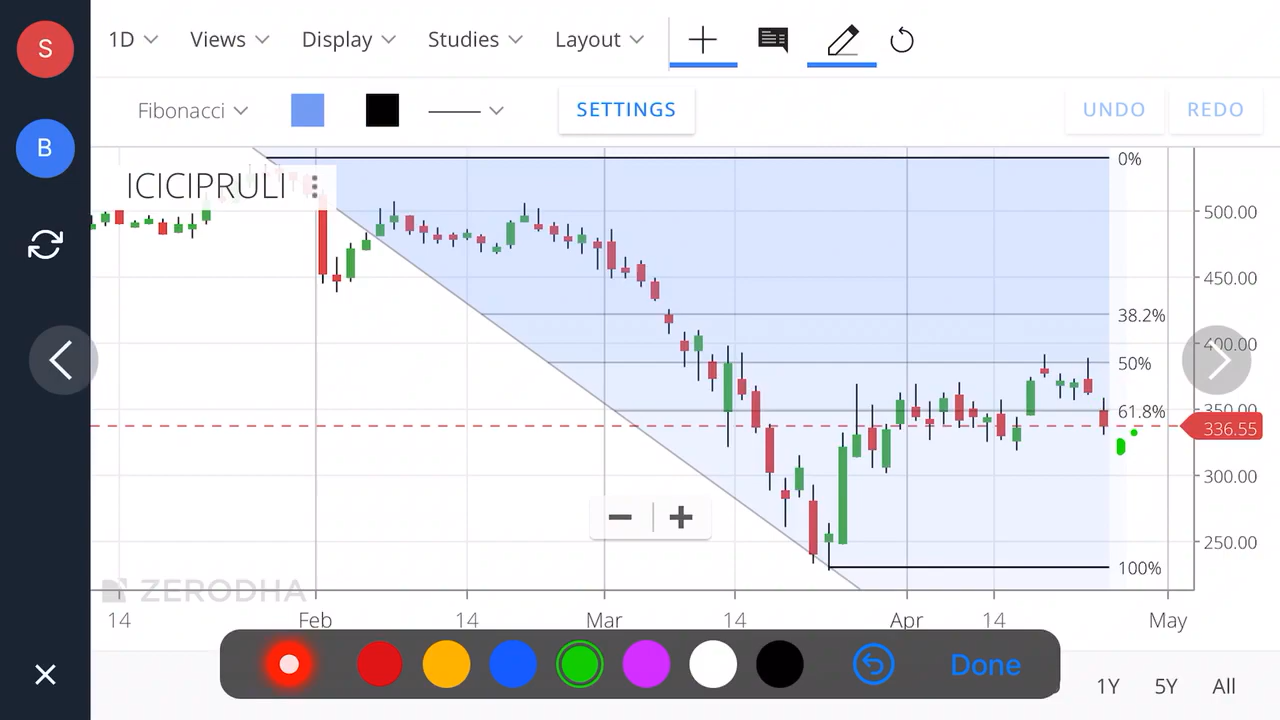 S
1D Views Display Studies Layout
B
Fibonacci SETTINGS UNDO REDO
ICICIPRULI
0%
500.00
450.00
38.2%
400.00
50%
350.00
61.8%
336.55
300.00
250.00
100%
ZERODHA
14 Feb 14 Mar 14 Apr 14 May
Done
1Y 5Y All